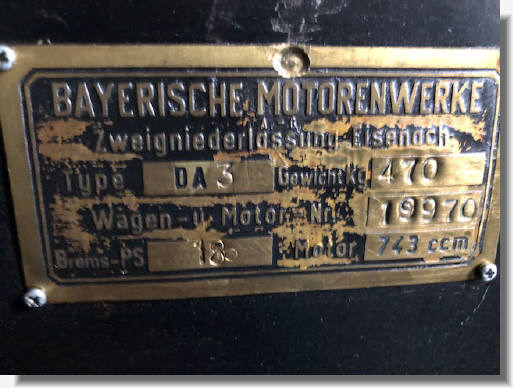 BAYERISCHE MOTORENWERKE
Zweigniederlassung Eisenach
Type DA 3 Gewicht kg 470
Wagen- u. Motor-Nr. 19970
Brems-PS 18 Motor 743 ccm